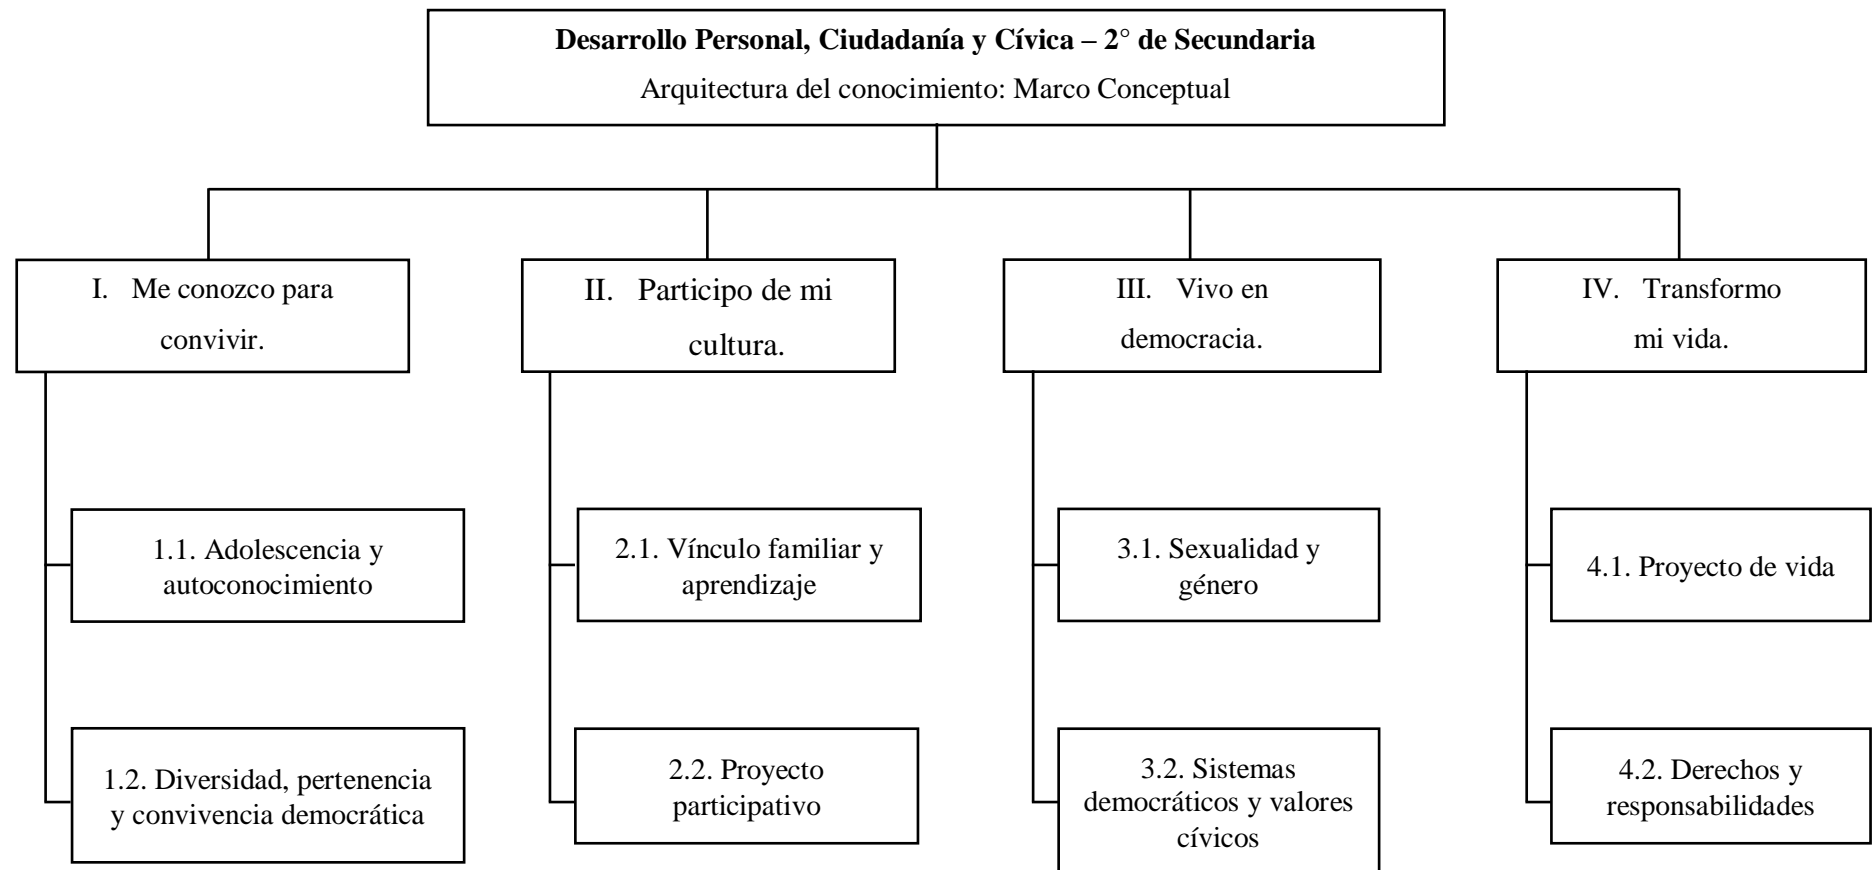 Desarrollo Personal, Ciudadanía y Cívica – 2° de Secundaria
Arquitectura del conocimiento: Marco Conceptual
I. Me conozco para
convivir.
II. Participo de mi
cultura.
III. Vivo en
democracia.
IV. Transformo
mi vida.
1.1. Adolescencia y
autoconocimiento
2.1. Vínculo familiar y
aprendizaje
3.1. Sexualidad y
género
4.1. Proyecto de vida
1.2. Diversidad, pertenencia
y convivencia democrática
2.2. Proyecto
participativo
3.2. Sistemas
democráticos y valores
cívicos
4.2. Derechos y
responsabilidades